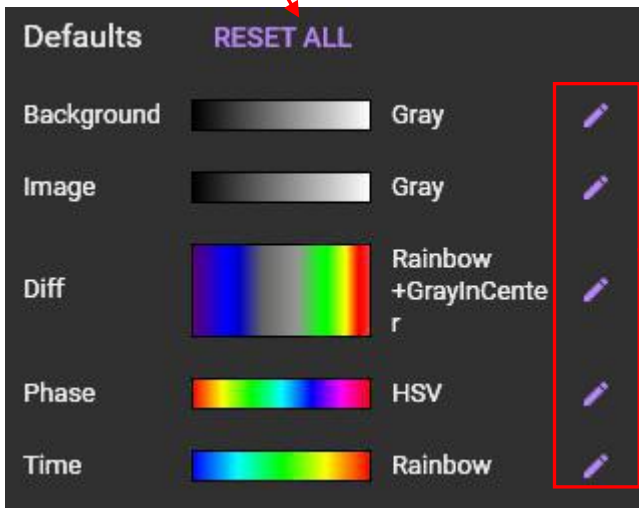 Defaults RESET ALL
Background Gray
Image Gray
Diff Rainbow
+GrayInCente
r
Phase HSV
Time Rainbow